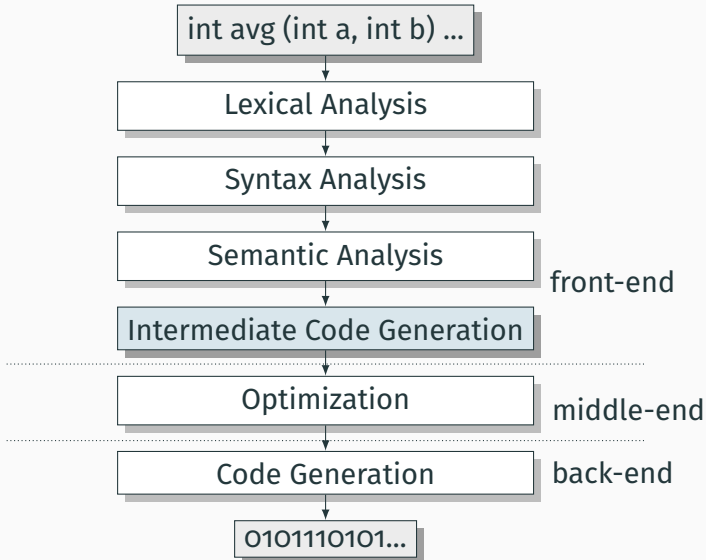 int avg (int a, int b) ...
Lexical Analysis
Syntax Analysis
Semantic Analysis
front-end
Intermediate Code Generation
Optimization
middle-end
Code Generation
back-end
0101110101...